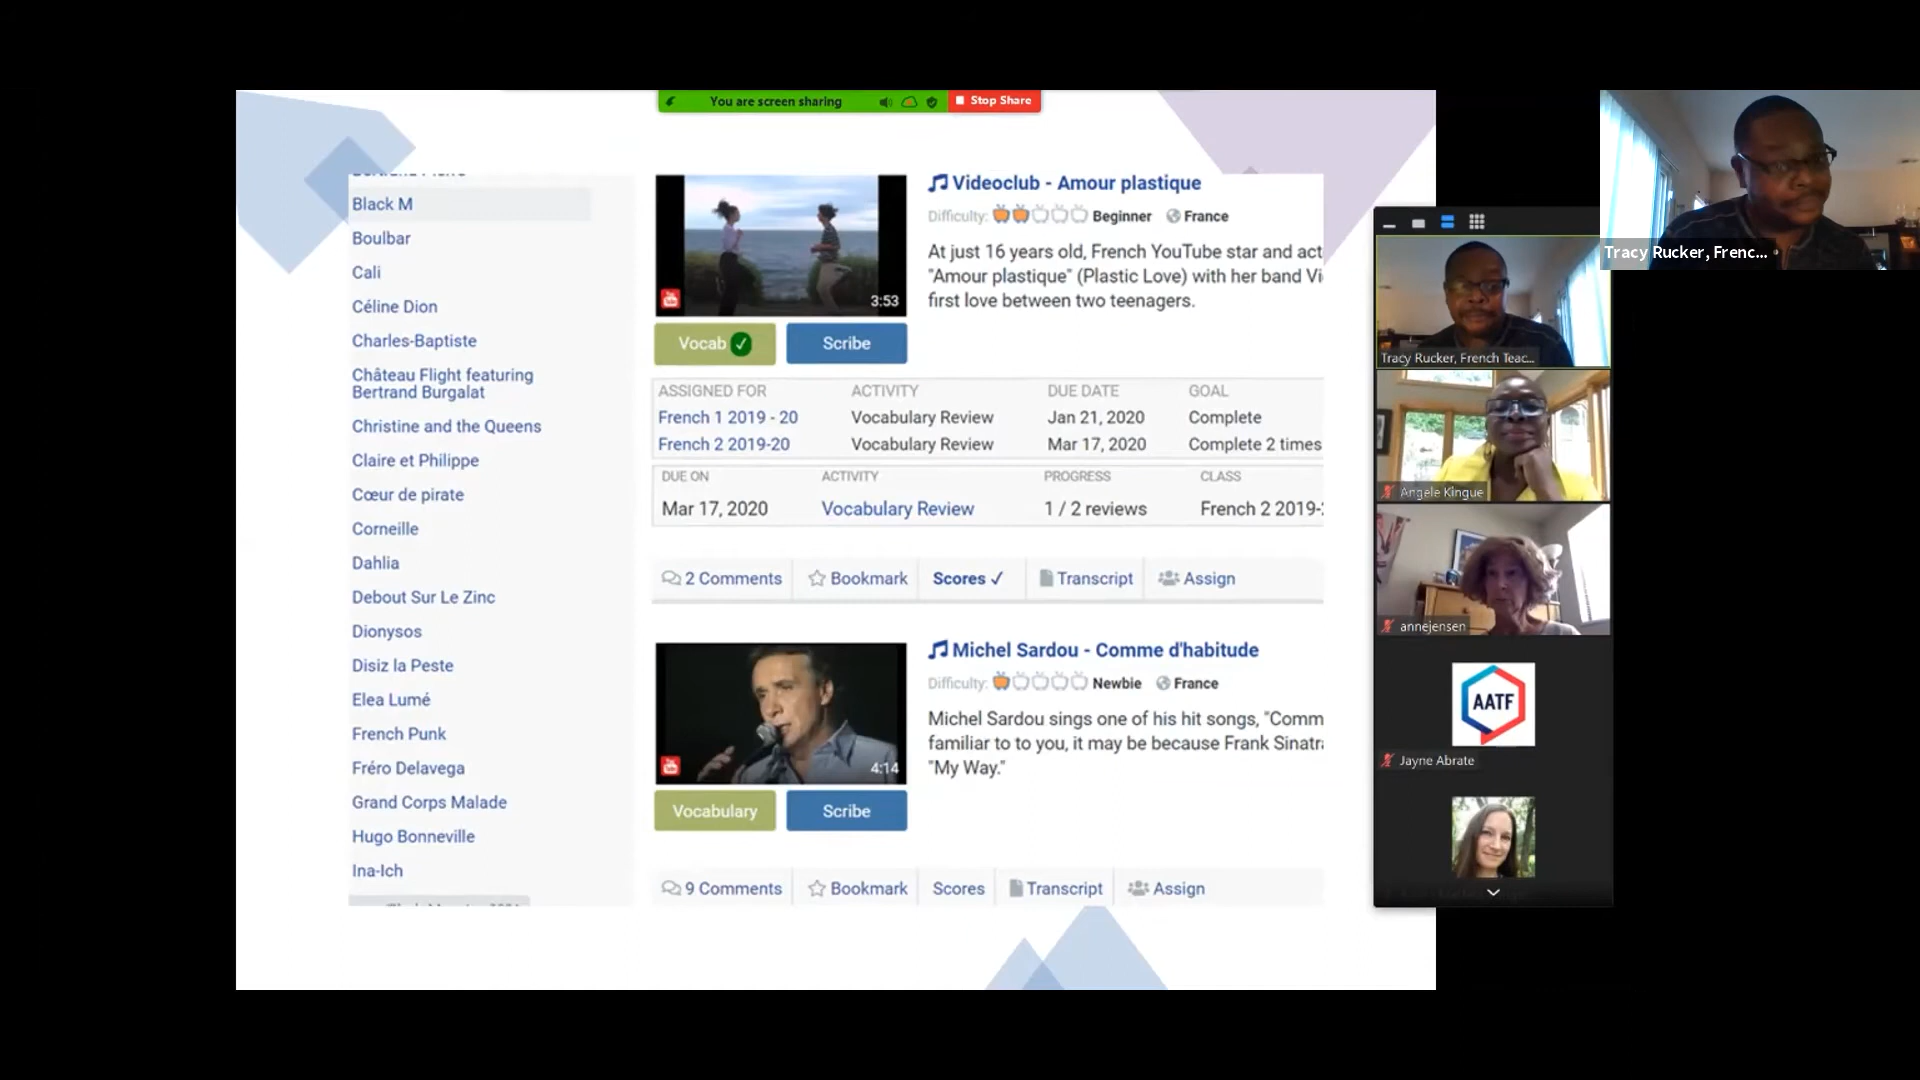 You are screen sharing
Stop Share
Black M
Boulbar
Cali
Céline Dion
Charles-Baptiste
Château Flight featuring
Bertrand Burgalat
Christine and the Queens
Claire et Philippe
Cœur de pirate
Corneille
Dahlia
Debout Sur Le Zinc
Dionysos
Disiz la Peste
Elea Lumé
French Punk
Fréro Delavega
Grand Corps Malade
Hugo Bonneville
Ina-Ich
Videoclub - Amour plastique
Difficulty: Beginner France
At just 16 years old, French YouTube star and act
"Amour plastique" (Plastic Love) with her band Vi
first love between two teenagers.
3:53
Vocab Scribe
ASSIGNED FOR ACTIVITY DUE DATE GOAL
French 1 2019 - 20 Vocabulary Review Jan 21, 2020 Complete
French 2 2019-20 Vocabulary Review Mar 17, 2020 Complete 2 times
DUE ON ACTIVITY PROGRESS CLASS
Mar 17, 2020 Vocabulary Review 1 / 2 reviews French 2 2019-
2 Comments Bookmark Scores ✓ Transcript Assign
Michel Sardou - Comme d'habitude
Difficulty: Newbie France
Michel Sardou sings one of his hit songs, "Comm
familiar to to you, it may be because Frank Sinatra
"My Way."
4:14
Vocabulary Scribe
9 Comments Bookmark Scores Transcript Assign
Tracy Rucker, French Teac...
Angele Kingue
annejensen
AATF
Jayne Abrate
Tracy Rucker, Frenc...